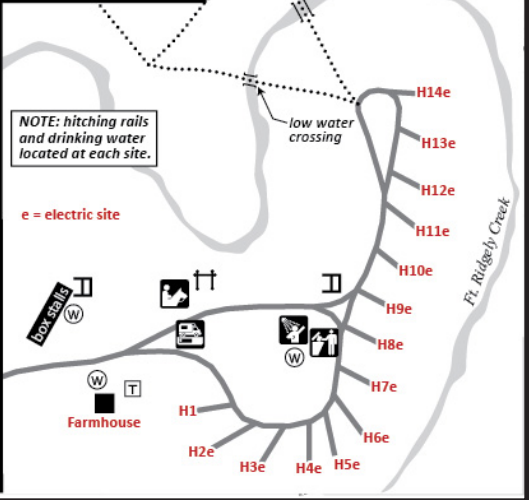 H14e
NOTE: hitching rails
and drinking water
located at each site.
low water
crossing
H13e
H12e
e = electric site
H11e
Ft. Ridgely Creek
H10e
box stalls
W
H9e
H8e
W
W
T
H7e
Farmhouse
H1
H6e
H2e
H3e
H4e
H5e